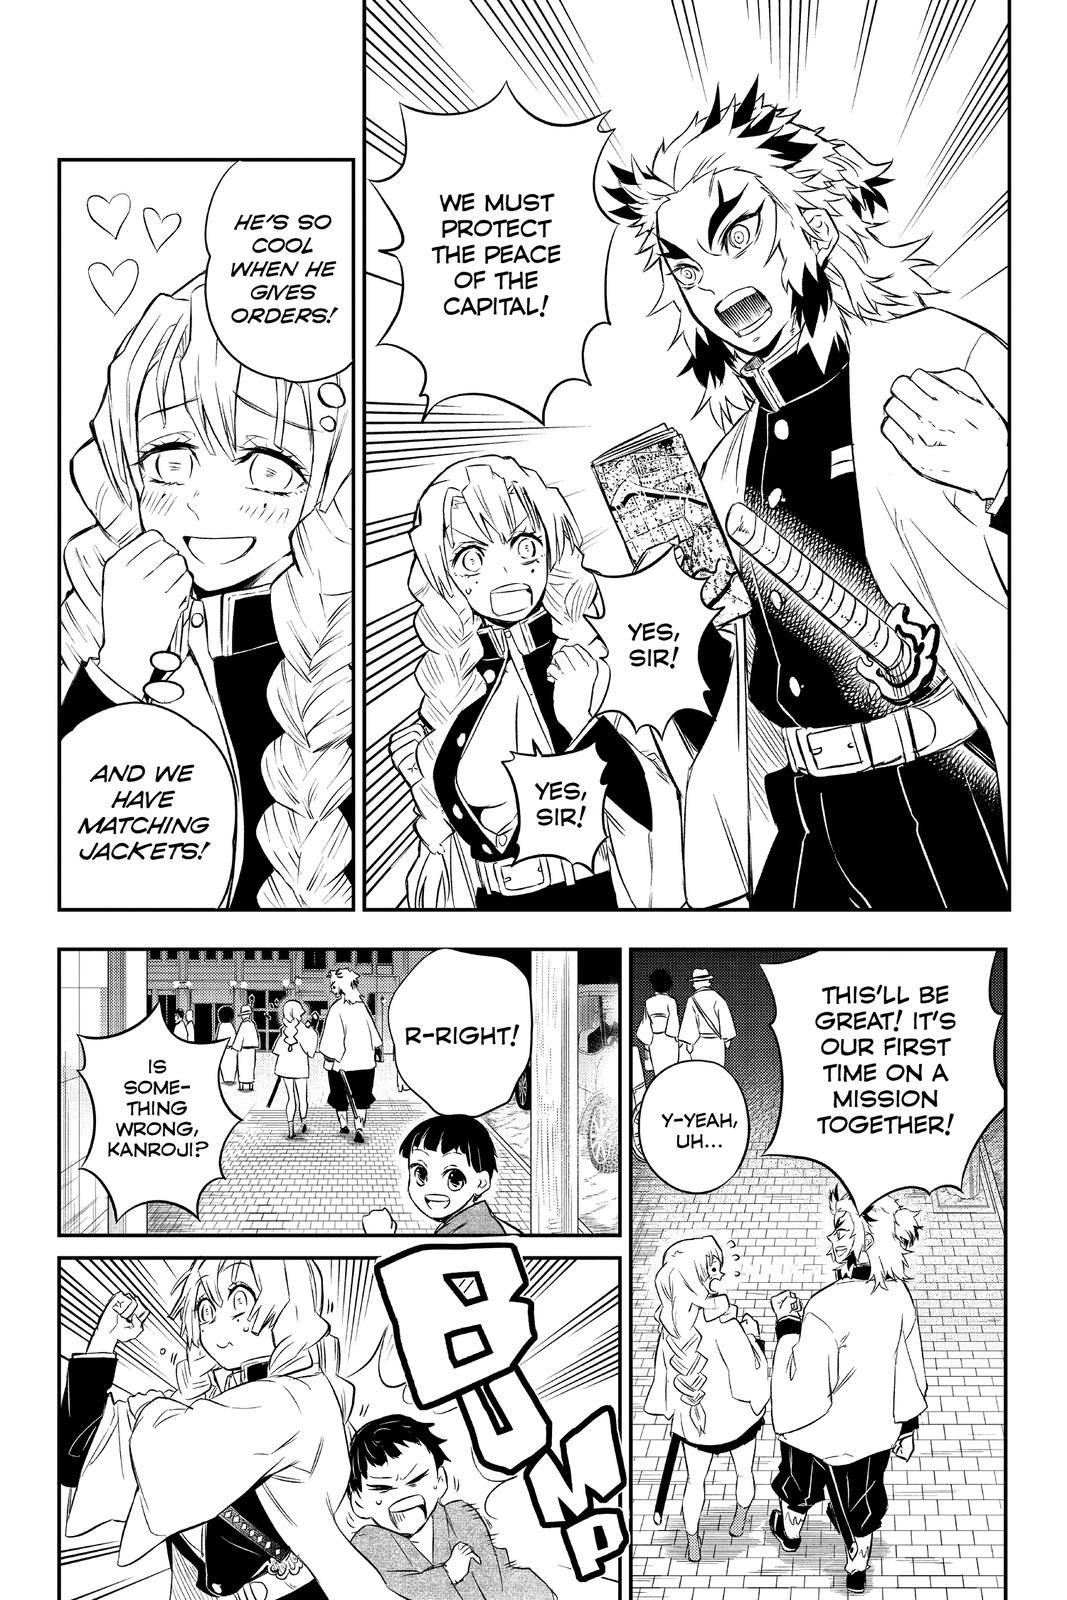 WE MUST
PROTECT
THE PEACE
OF THE
CAPITAL!
YES,
SIR!
YES,
SIR!
HE'S SO
COOL
WHEN HE
GIVES
ORDERS!
AND WE
HAVE
MATCHING
JACKETS!
THIS'LL BE
GREAT! IT'S
OUR FIRST
TIME ON A
MISSION
TOGETHER!
Y-YEAH,
UH...
R-RIGHT!
IS
SOME-
THING
WRONG,
KANROJI?
BUMP